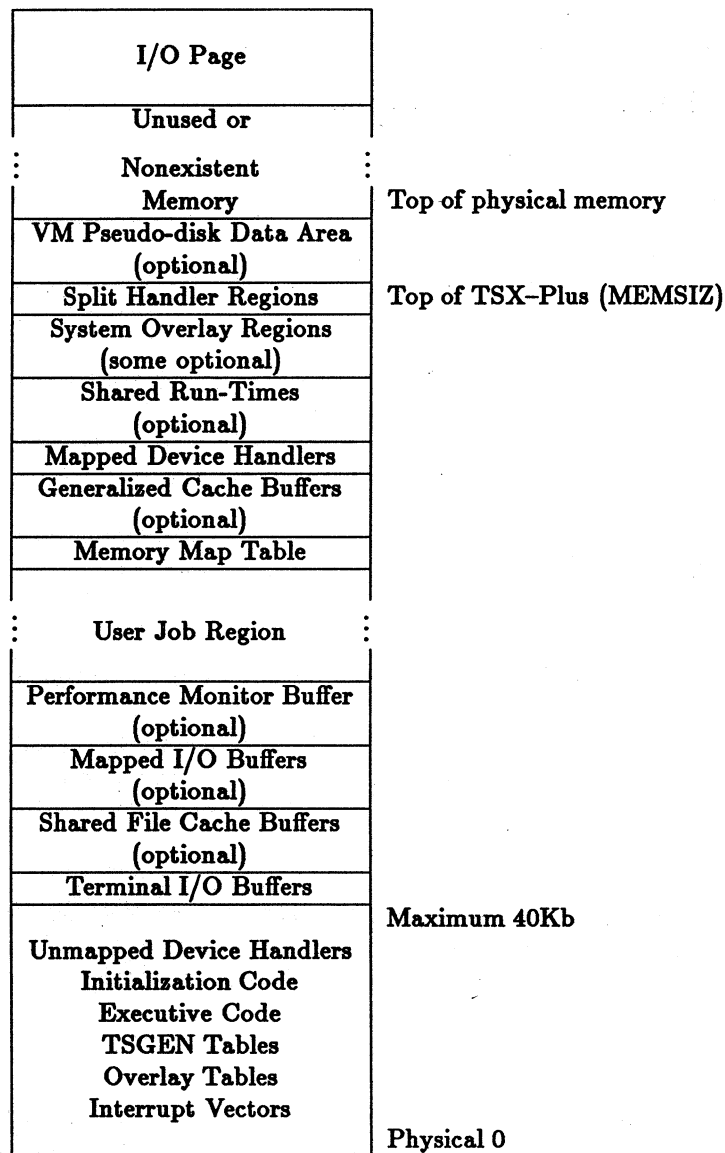 I/O Page
Unused or
Nonexistent
Memory
Top of physical memory
VM Pseudo-disk Data Area
(optional)
Split Handler Regions
Top of TSX–Plus (MEMSIZ)
System Overlay Regions
(some optional)
Shared Run-Times
(optional)
Mapped Device Handlers
Generalized Cache Buffers
(optional)
Memory Map Table
User Job Region
Performance Monitor Buffer
(optional)
Mapped I/O Buffers
(optional)
Shared File Cache Buffers
(optional)
Terminal I/O Buffers
Maximum 40Kb
Unmapped Device Handlers
Initialization Code
Executive Code
TSGEN Tables
Overlay Tables
Interrupt Vectors
Physical 0